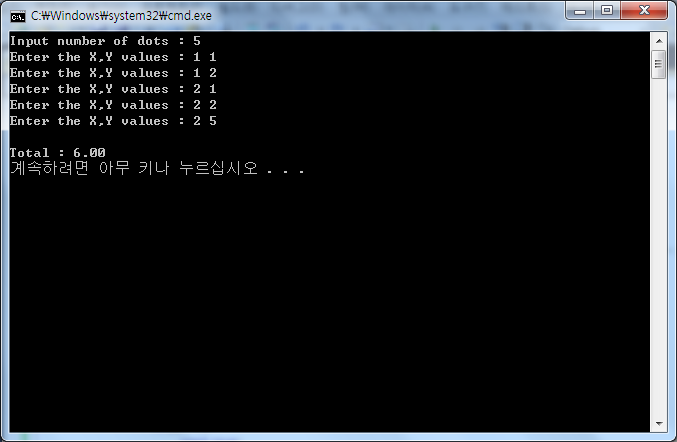 C:₩Windows₩system32₩cmd.exe
Input number of dots : 5
Enter the X,Y values : 1 1
Enter the X,Y values : 1 2
Enter the X,Y values : 2 1
Enter the X,Y values : 2 2
Enter the X,Y values : 2 5
Total : 6.00
계속하려면 아무 키나 누르십시오 . . .